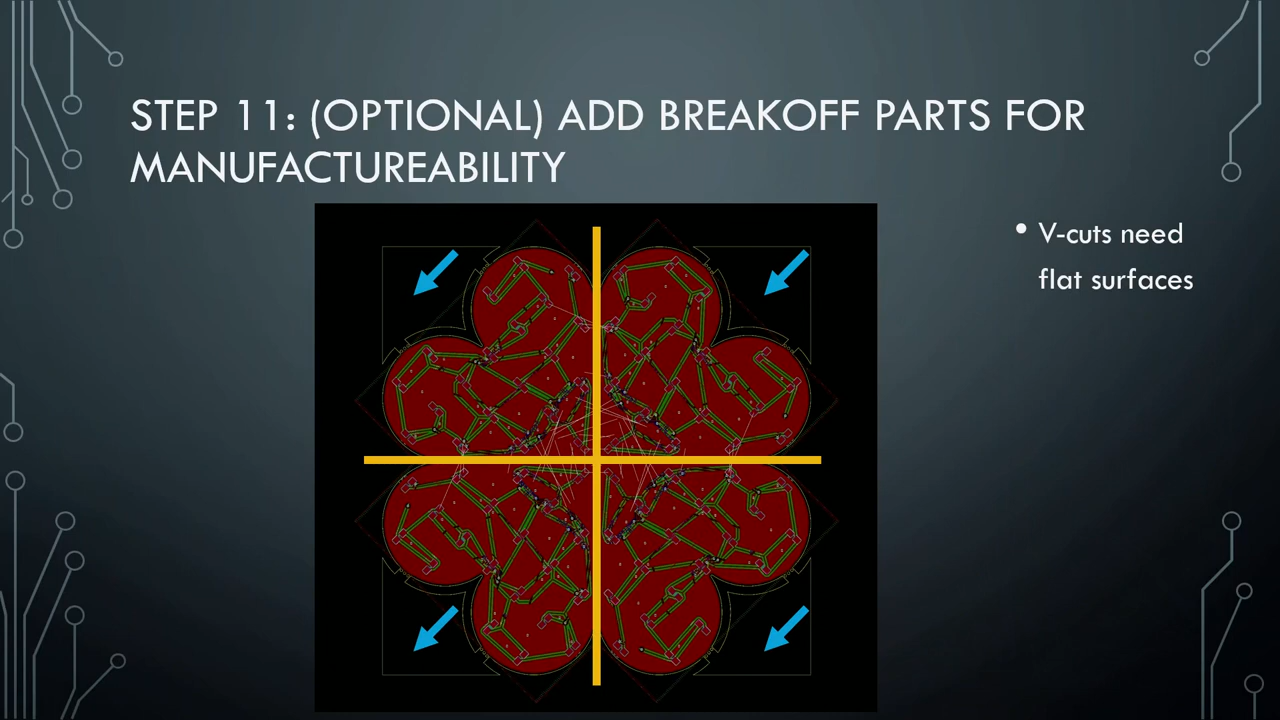 STEP 11: (OPTIONAL) ADD BREAKOFF PARTS FOR
MANUFACTUREABILITY
• V-cuts need
flat surfaces